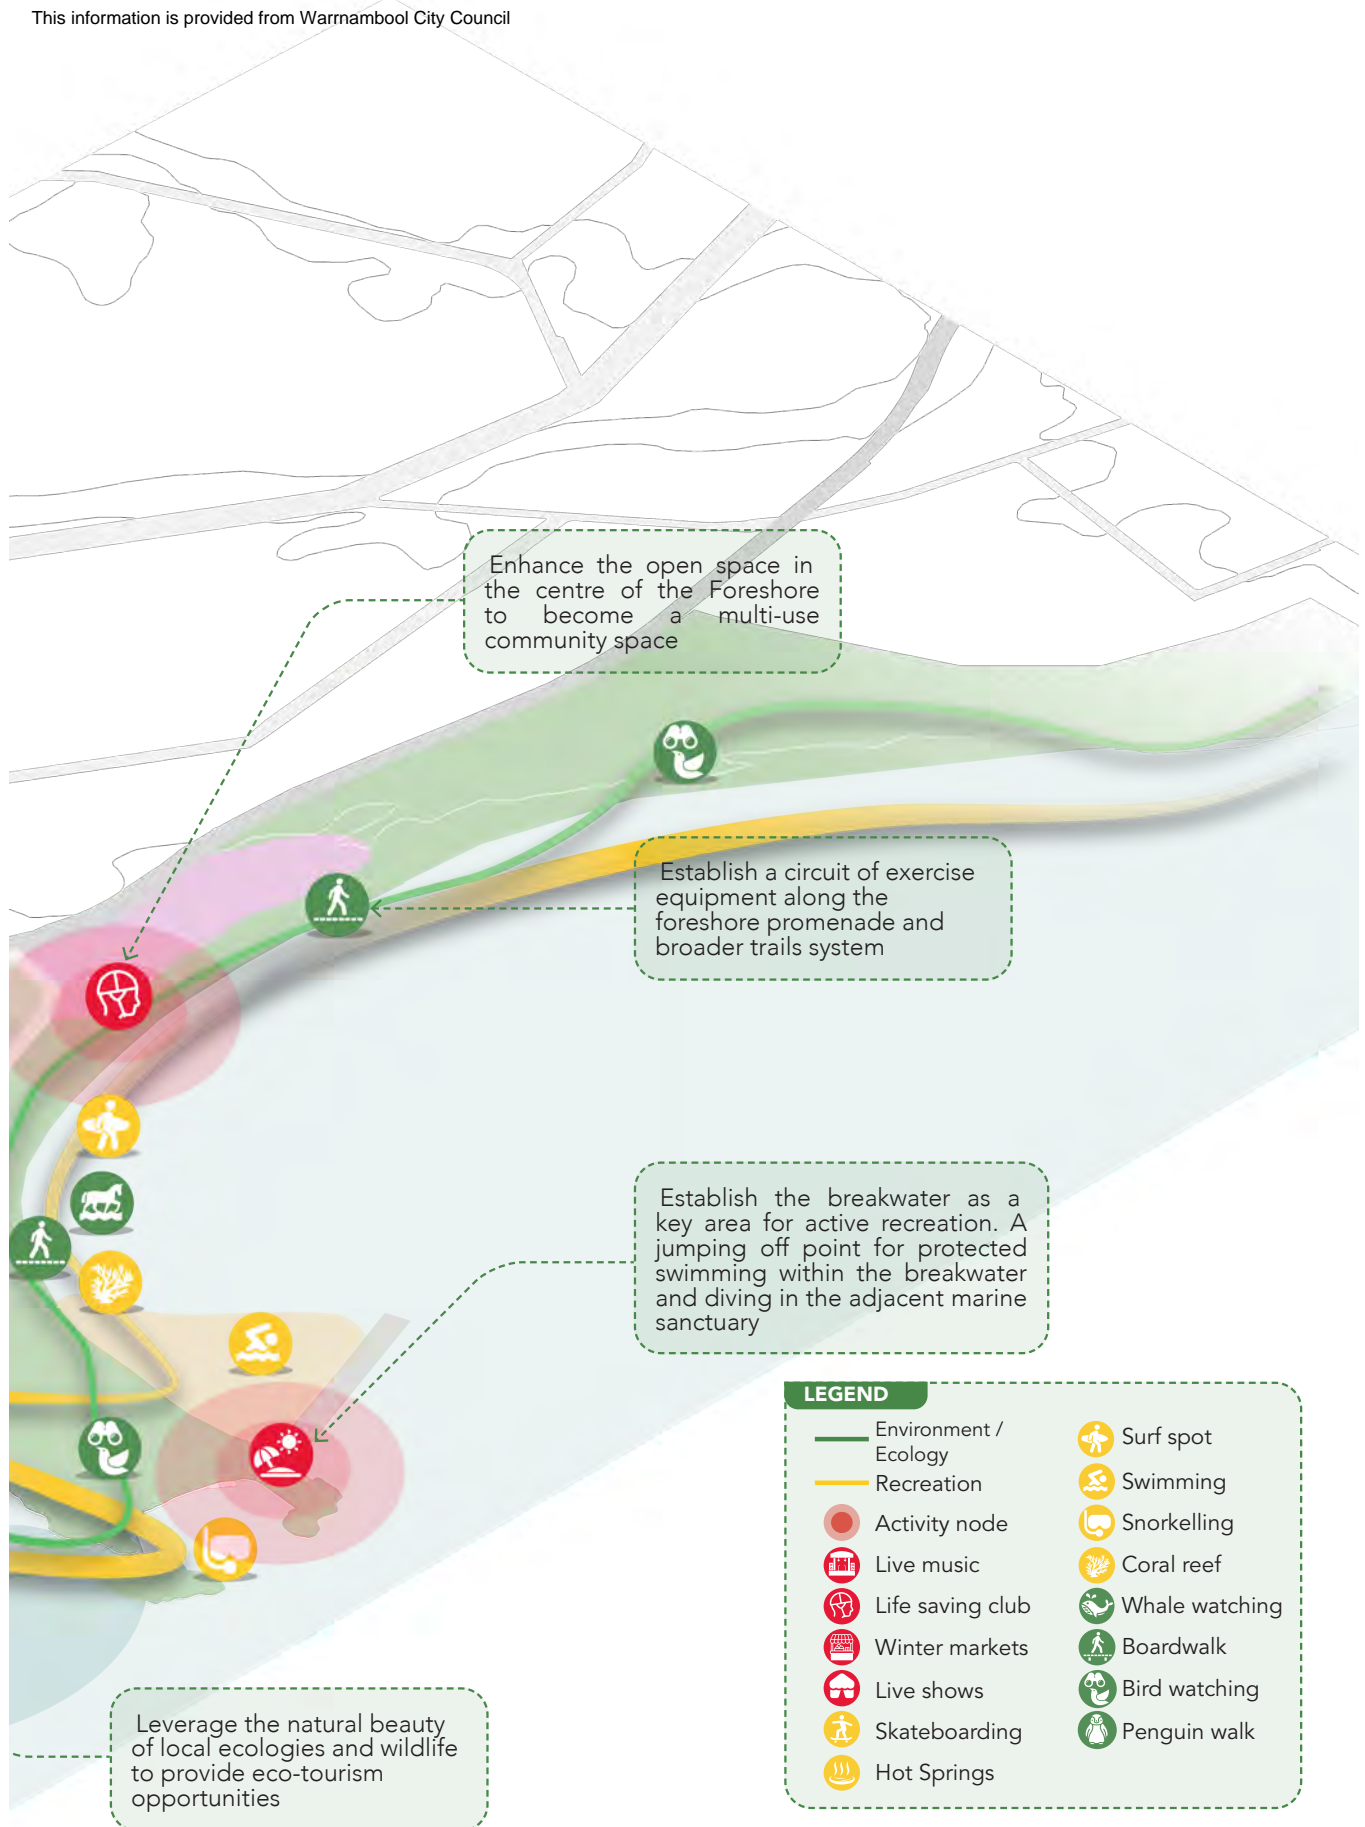 This information is provided from Warrnambool City Council
Enhance the open space in
the centre of the Foreshore
to become a multi-use
community space
Establish a circuit of exercise
equipment along the
foreshore promenade and
broader trails system
Establish the breakwater as a
key area for active recreation. A
jumping off point for protected
swimming within the breakwater
and diving in the adjacent marine
sanctuary
LEGEND
Environment /
Ecology
Recreation
Activity node
Live music
Life saving club
Winter markets
Live shows
Skateboarding
Hot Springs
Surf spot
Swimming
Snorkelling
Coral reef
Whale watching
Boardwalk
Bird watching
Penguin walk
Leverage the natural beauty
of local ecologies and wildlife
to provide eco-tourism
opportunities